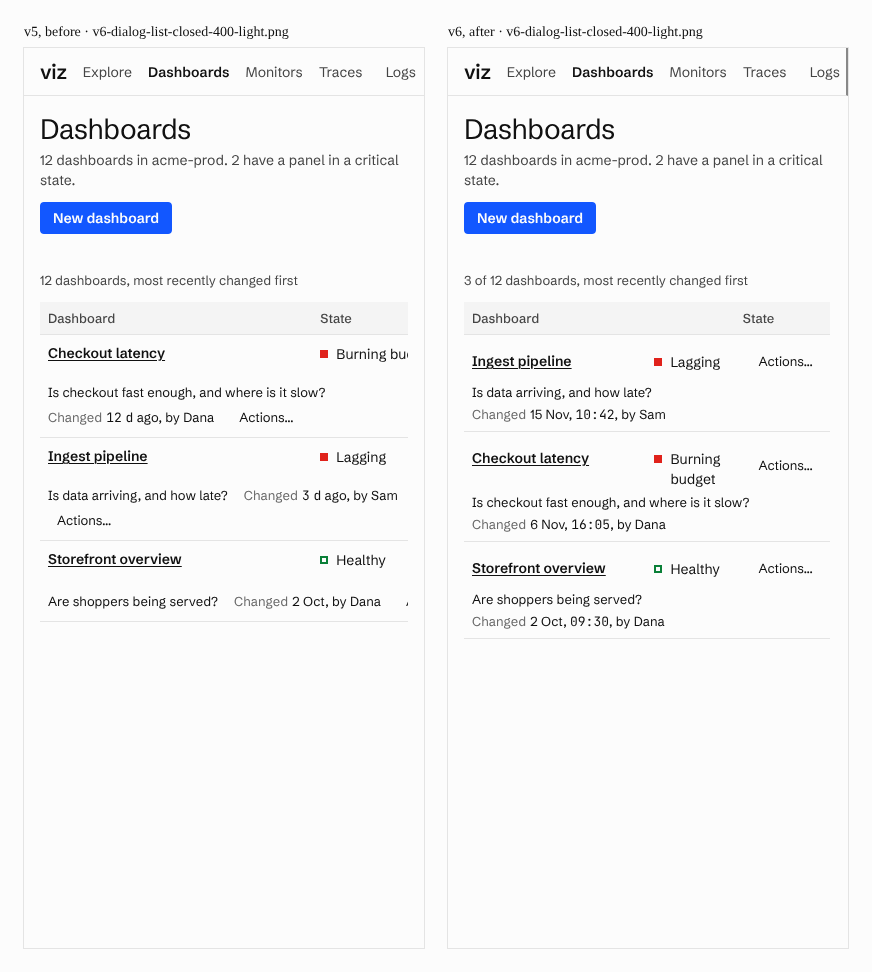 v5, before · v6-dialog-list-closed-400-light.png
viz Explore Dashboards Monitors Traces Logs
Dashboards
12 dashboards in acme-prod. 2 have a panel in a critical
state.
New dashboard
12 dashboards, most recently changed first
Dashboard State
Checkout latency Burning
Is checkout fast enough, and where is it slow?
Changed 12 d ago, by Dana Actions...
Ingest pipeline Lagging
Is data arriving, and how late? Changed 3 d ago, by Sam
Actions...
Storefront overview Healthy
Are shoppers being served? Changed 2 Oct, by Dana
v6, after · v6-dialog-list-closed-400-light.png
viz Explore Dashboards Monitors Traces Logs
Dashboards
12 dashboards in acme-prod. 2 have a panel in a critical
state.
New dashboard
3 of 12 dashboards, most recently changed first
Dashboard State
Ingest pipeline Lagging Actions...
Is data arriving, and how late?
Changed 15 Nov, 10:42, by Sam
Checkout latency Burning budget Actions...
Is checkout fast enough, and where is it slow?
Changed 6 Nov, 16:05, by Dana
Storefront overview Healthy Actions...
Are shoppers being served?
Changed 2 Oct, 09:30, by Dana